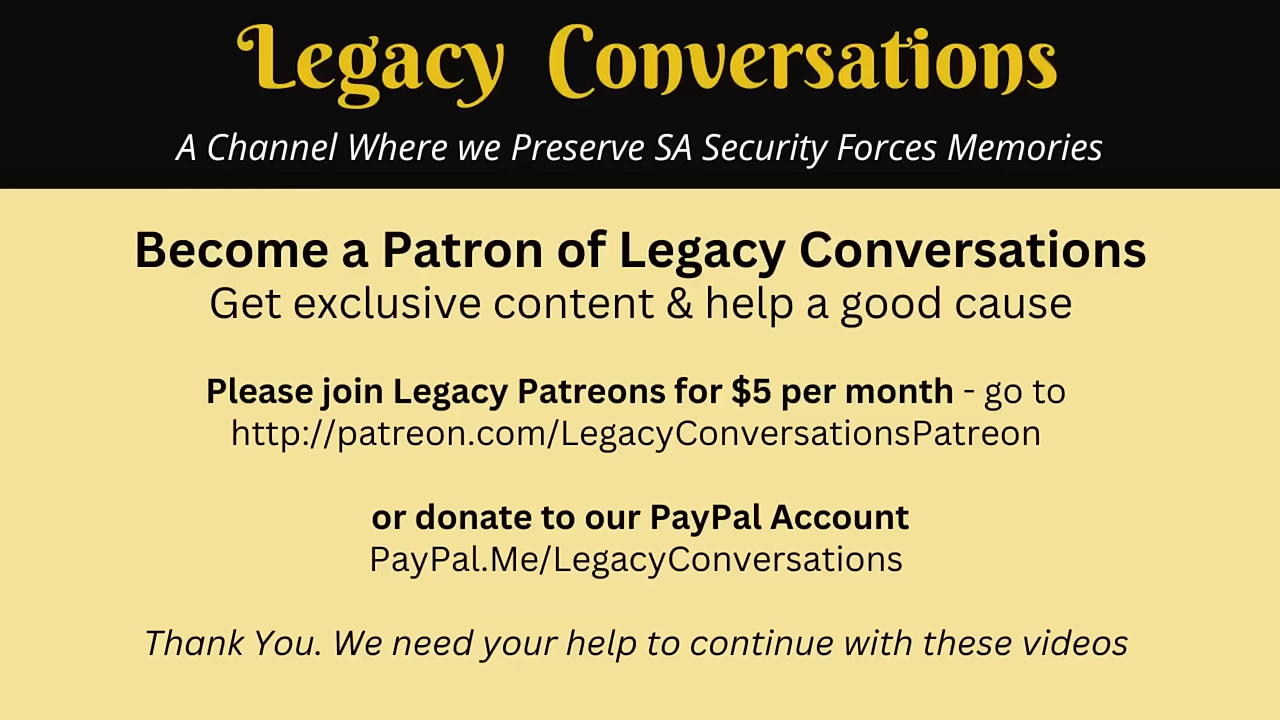 Legacy Conversations
A Channel Where we Preserve SA Security Forces Memories
Become a Patron of Legacy Conversations
Get exclusive content & help a good cause
Please join Legacy Patreons for $5 per month - go to
http://patreon.com/LegacyConversationsPatreon
or donate to our PayPal Account
PayPal.Me/LegacyConversations
Thank You. We need your help to continue with these videos